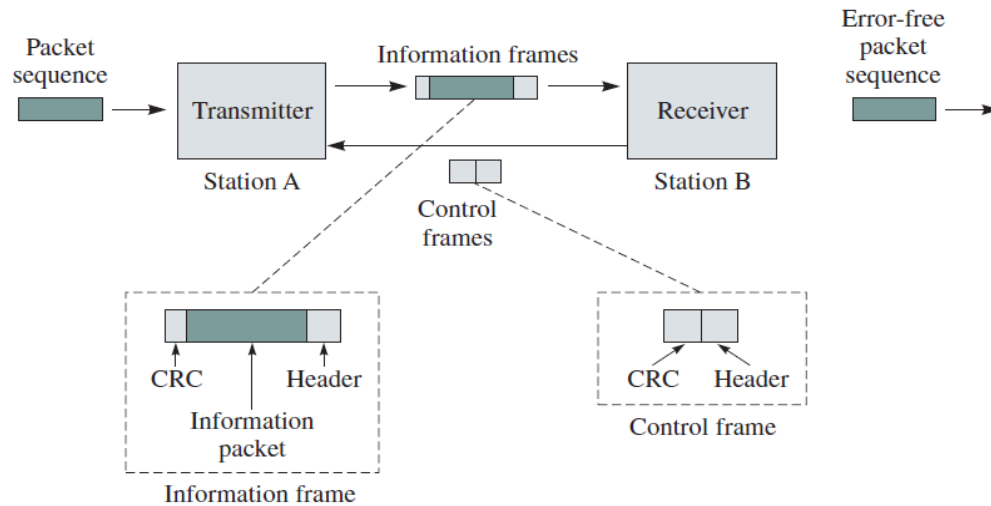 Packet
sequence
Transmitter
Station A
Information frames
Control
frames
Receiver
Station B
Error-free
packet
sequence
CRC
Header
Information
packet
Information frame
CRC
Header
Control frame